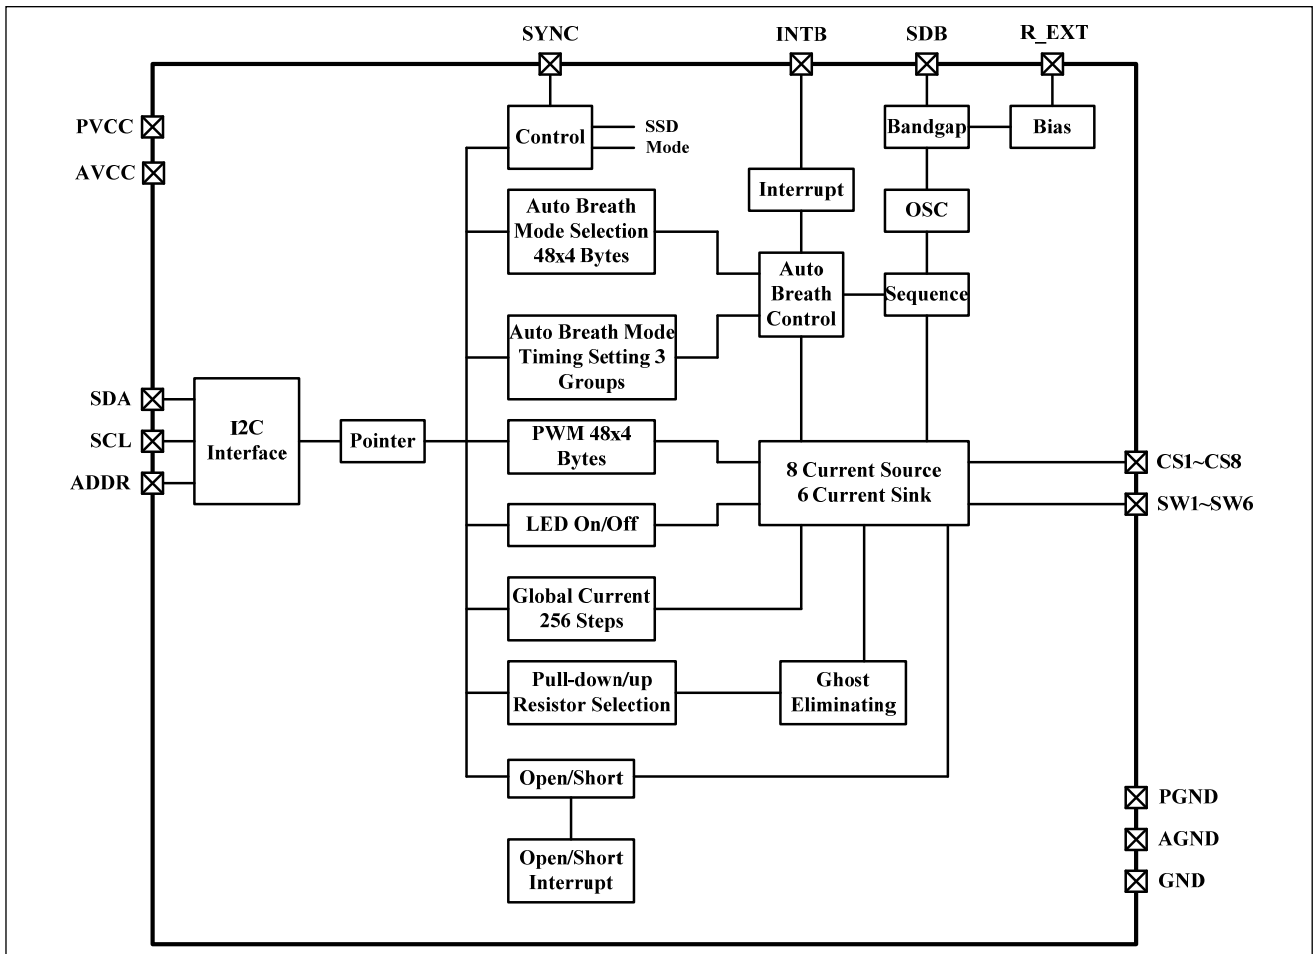 SYNC
INTB
SDB
R_EXT
PVCC
AVCC
Control
SSD
Mode
Bandgap
Bias
Interrupt
OSC
Auto Breath
Mode Selection
48x4 Bytes
Auto
Breath
Control
Sequence
Auto Breath Mode
Timing Setting 3
Groups
SDA
SCL
ADDR
I2C
Interface
Pointer
PWM 48x4
Bytes
8 Current Source
6 Current Sink
CS1~CS8
SW1~SW6
LED On/Off
Global Current
256 Steps
Pull-down/up
Resistor Selection
Ghost
Eliminating
Open/Short
Open/Short
Interrupt
PGND
AGND
GND